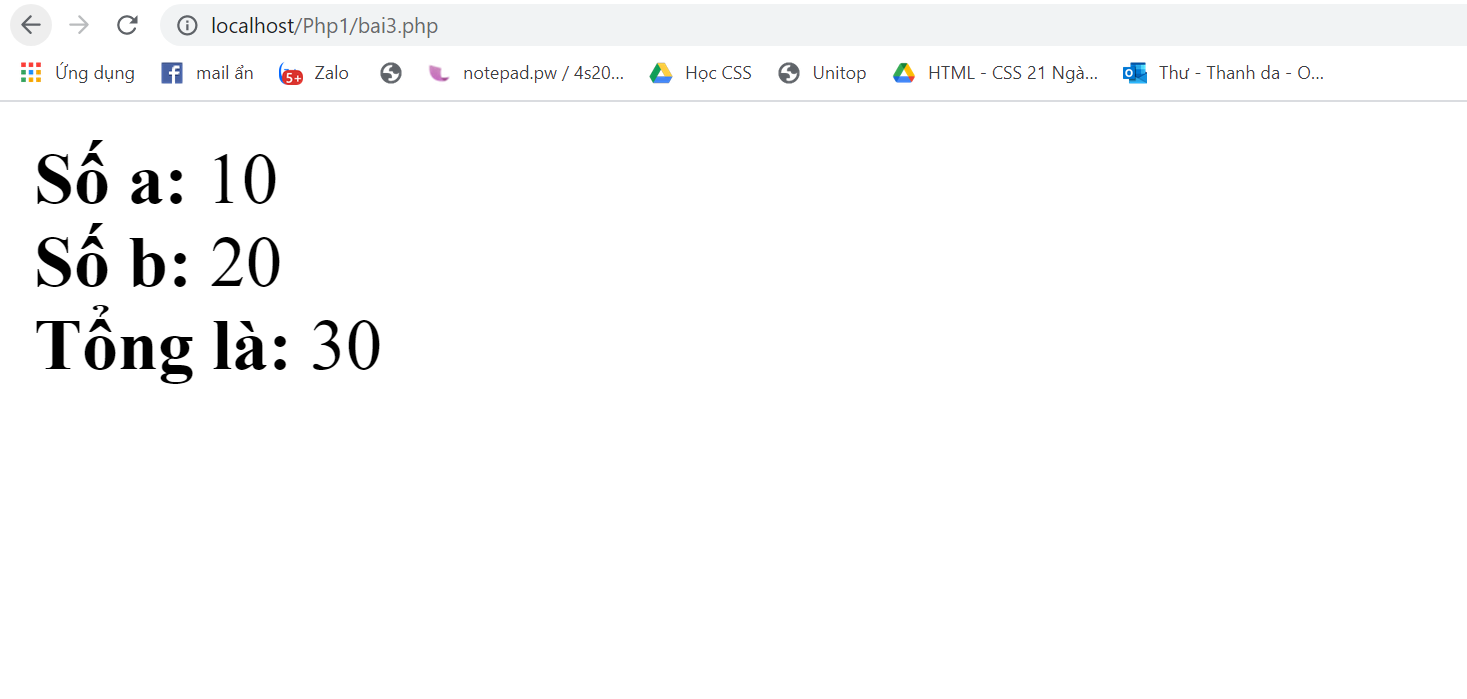 localhost/Php1/bai3.php
Ứng dụng mail ẩn 5+ Zalo notepad.pw / 4s20... Học CSS Unitop HTML - CSS 21 Ngà... Thư - Thanh da - O...
Số a: 10
Số b: 20
Tổng là: 30